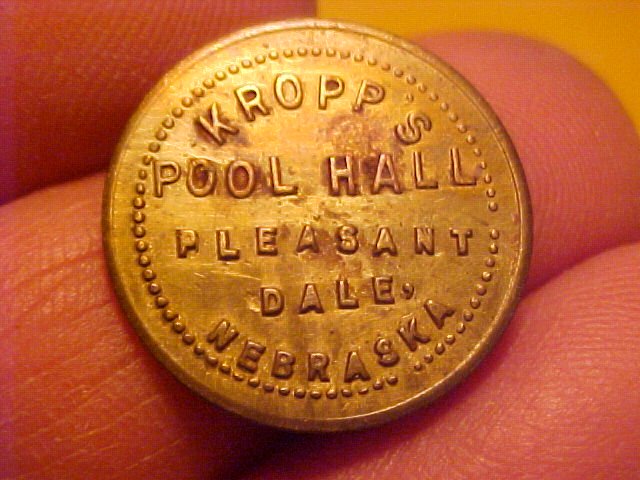 KROPP'S
POOL HALL
PLEASANT
DALE,
NEBRASKA